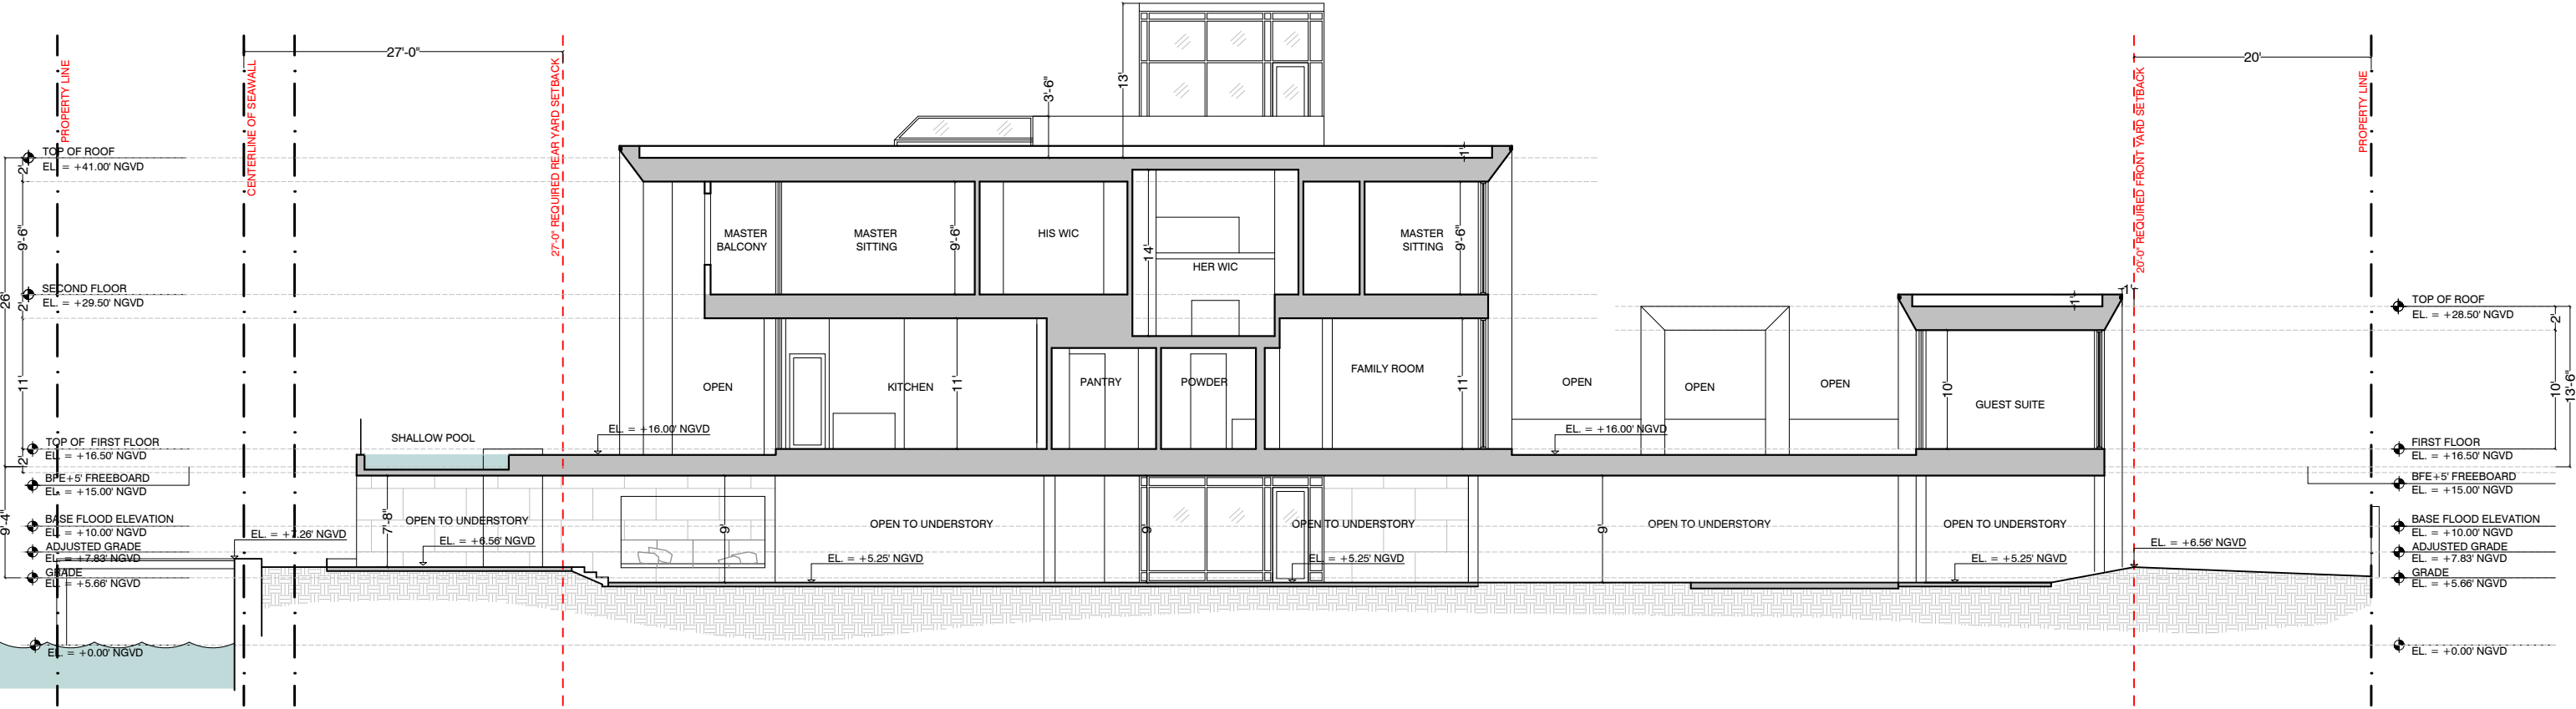 27'-0"
20'
PROPERTY LINE
CENTERLINE OF SEAWALL
27'-0" REQUIRED REAR YARD SETBACK
20'-0" REQUIRED FRONT YARD SETBACK
PROPERTY LINE
3'-6"
13'
TOP OF ROOF
EL. = +41.00' NGVD
2'
9'-6"
SECOND FLOOR
EL. = +29.50' NGVD
26'
2'
11'
TOP OF FIRST FLOOR
EL. = +16.50' NGVD
2'
BFE+5' FREEBOARD
EL. = +15.00' NGVD
BASE FLOOD ELEVATION
EL. = +10.00' NGVD
9'-4"
ADJUSTED GRADE
EL. = +7.83' NGVD
GRADE
EL. = +5.66' NGVD
EL. = +0.00' NGVD
EL. = +7.26' NGVD
1'
MASTER
BALCONY
MASTER
SITTING
9'-6"
HIS WIC
14'
HER WIC
MASTER
SITTING
9'-6"
OPEN
KITCHEN
11'
PANTRY
POWDER
FAMILY ROOM
11'
OPEN
OPEN
OPEN
10'
GUEST SUITE
1'
1'
SHALLOW POOL
EL. = +16.00' NGVD
EL. = +16.00' NGVD
OPEN TO UNDERSTORY
7'-8"
EL. = +6.56' NGVD
9'
OPEN TO UNDERSTORY
EL. = +5.25' NGVD
9'
OPEN TO UNDERSTORY
EL. = +5.25' NGVD
9'
OPEN TO UNDERSTORY
OPEN TO UNDERSTORY
EL. = +5.25' NGVD
EL. = +6.56' NGVD
TOP OF ROOF
EL. = +28.50' NGVD
2'
10'
13'-6"
FIRST FLOOR
EL. = +16.50' NGVD
BFE+5' FREEBOARD
EL. = +15.00' NGVD
BASE FLOOD ELEVATION
EL. = +10.00' NGVD
ADJUSTED GRADE
EL. = +7.83' NGVD
GRADE
EL. = +5.66' NGVD
EL. = +0.00' NGVD